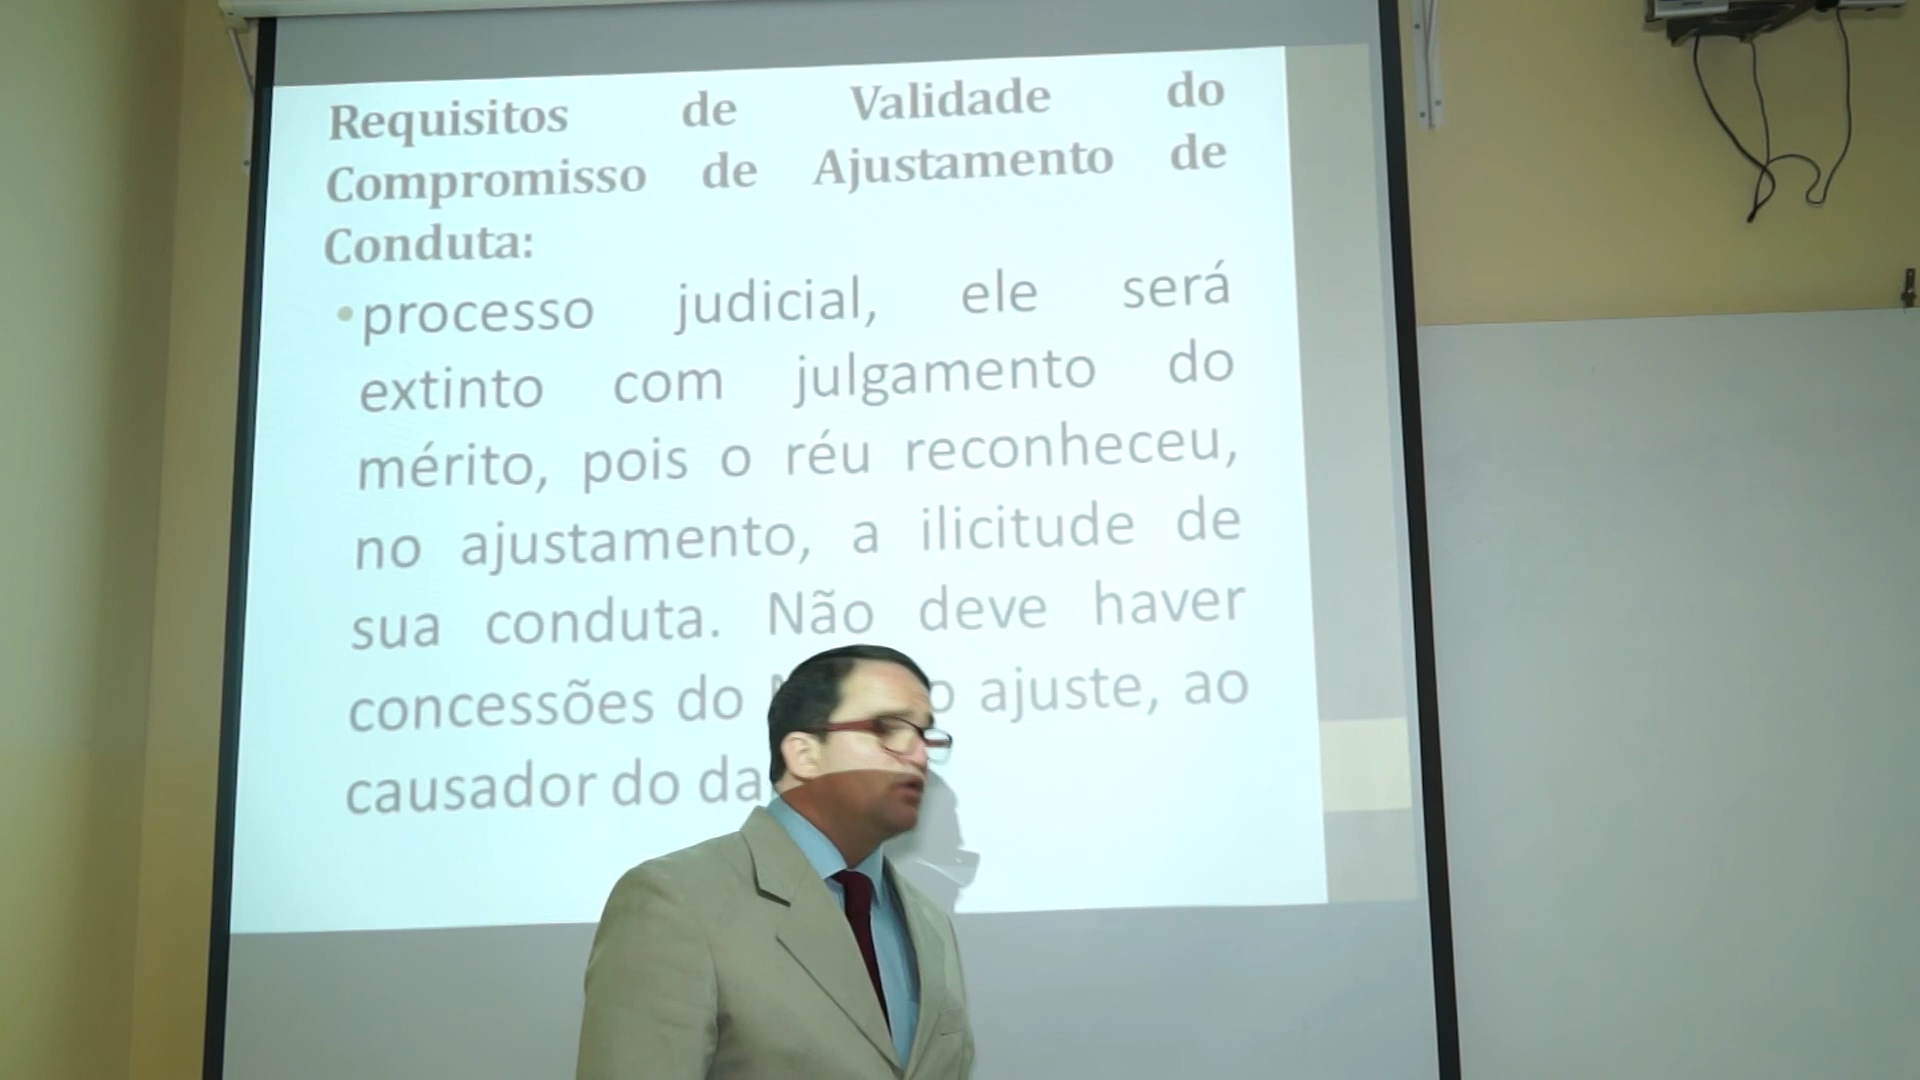 Requisitos de Validade do
Compromisso de Ajustamento de
Conduta:
•processo judicial, ele será
extinto com julgamento do
mérito, pois o réu reconheceu,
no ajustamento, a ilicitude de
sua conduta. Não deve haver
concessões do ajuste, ao
causador do